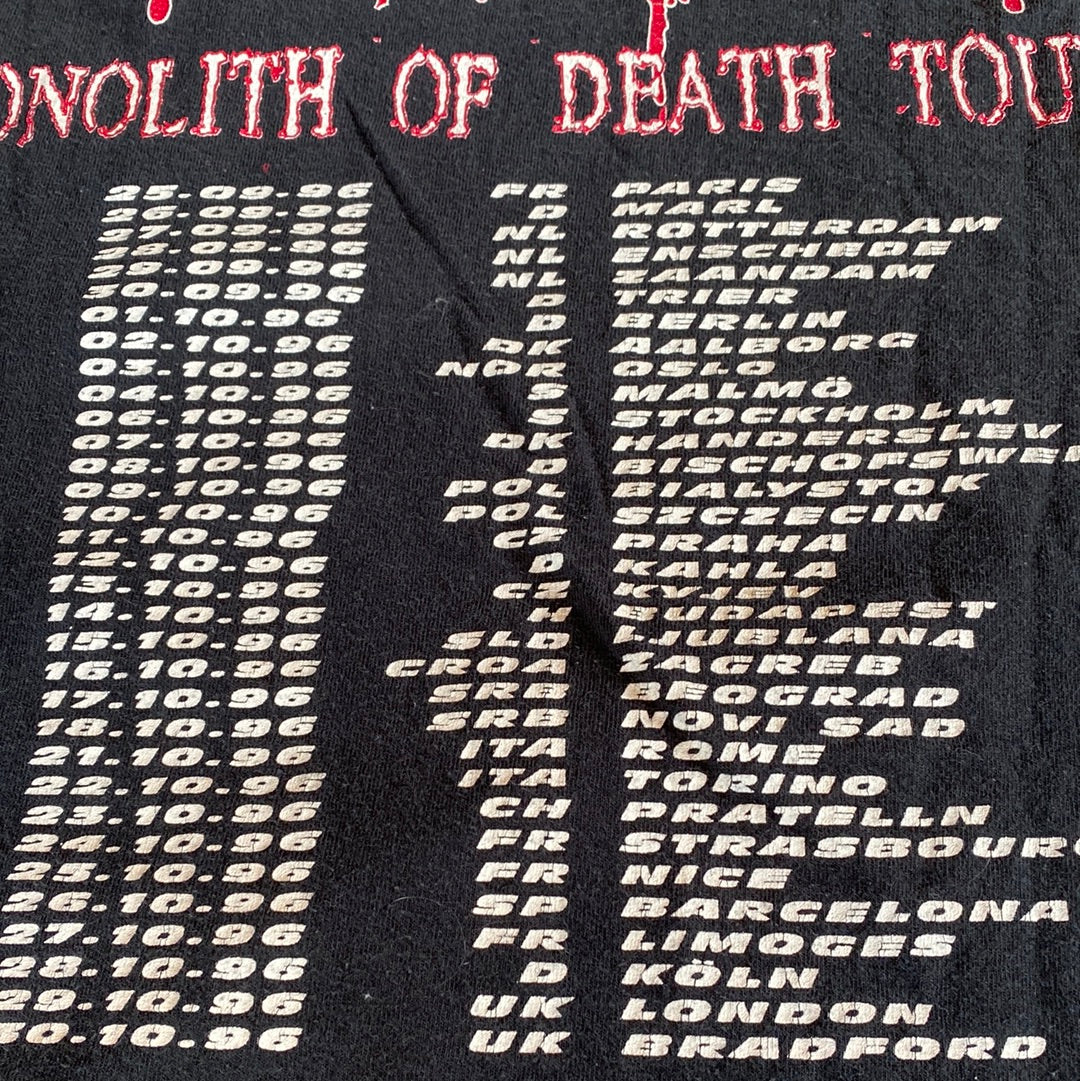 ONOLITH OF DEATH TOU
25-09-96 FR PARIS
26-09-96 D MARL
27-09-96 NL ROTTERDAM
28-09-96 NL ENSCHEDE
29-09-96 NL ZAANDAM
30.09.96 D TRIER
01.10.96 D BERLIN
02.10.96 DK AALBORG
03.10.96 NOR OSLO
04.10.96 S MALMÖ
06.10.96 S STOCKHOLM
07.10.96 DK HANDERSLEV
08.10.96 D BISCHOFSWER
09.10.96 POL BIALYSTOK
10.10.96 POL SZCZECIN
11.10.96 CZ PRAHA
12.10.96 D KAHLA
13.10.96 CZ KYJEV
14.10.96 H BUDAPEST
15.10.96 SLD LJUBLANA
16.10.96 CROA ZAGREB
17.10.96 SRB BEOGRAD
18.10.96 SRB NOVI SAD
21.10.96 ITA ROME
22.10.96 ITA TORINO
23.10.96 CH PRATELLN
24.10.96 FR STRASBOURG
25.10.96 FR NICE
26.10.96 SP BARCELONA
27.10.96 FR LIMOGES
28.10.96 D KÖLN
29.10.96 UK LONDON
30.10.96 UK BRADFORD